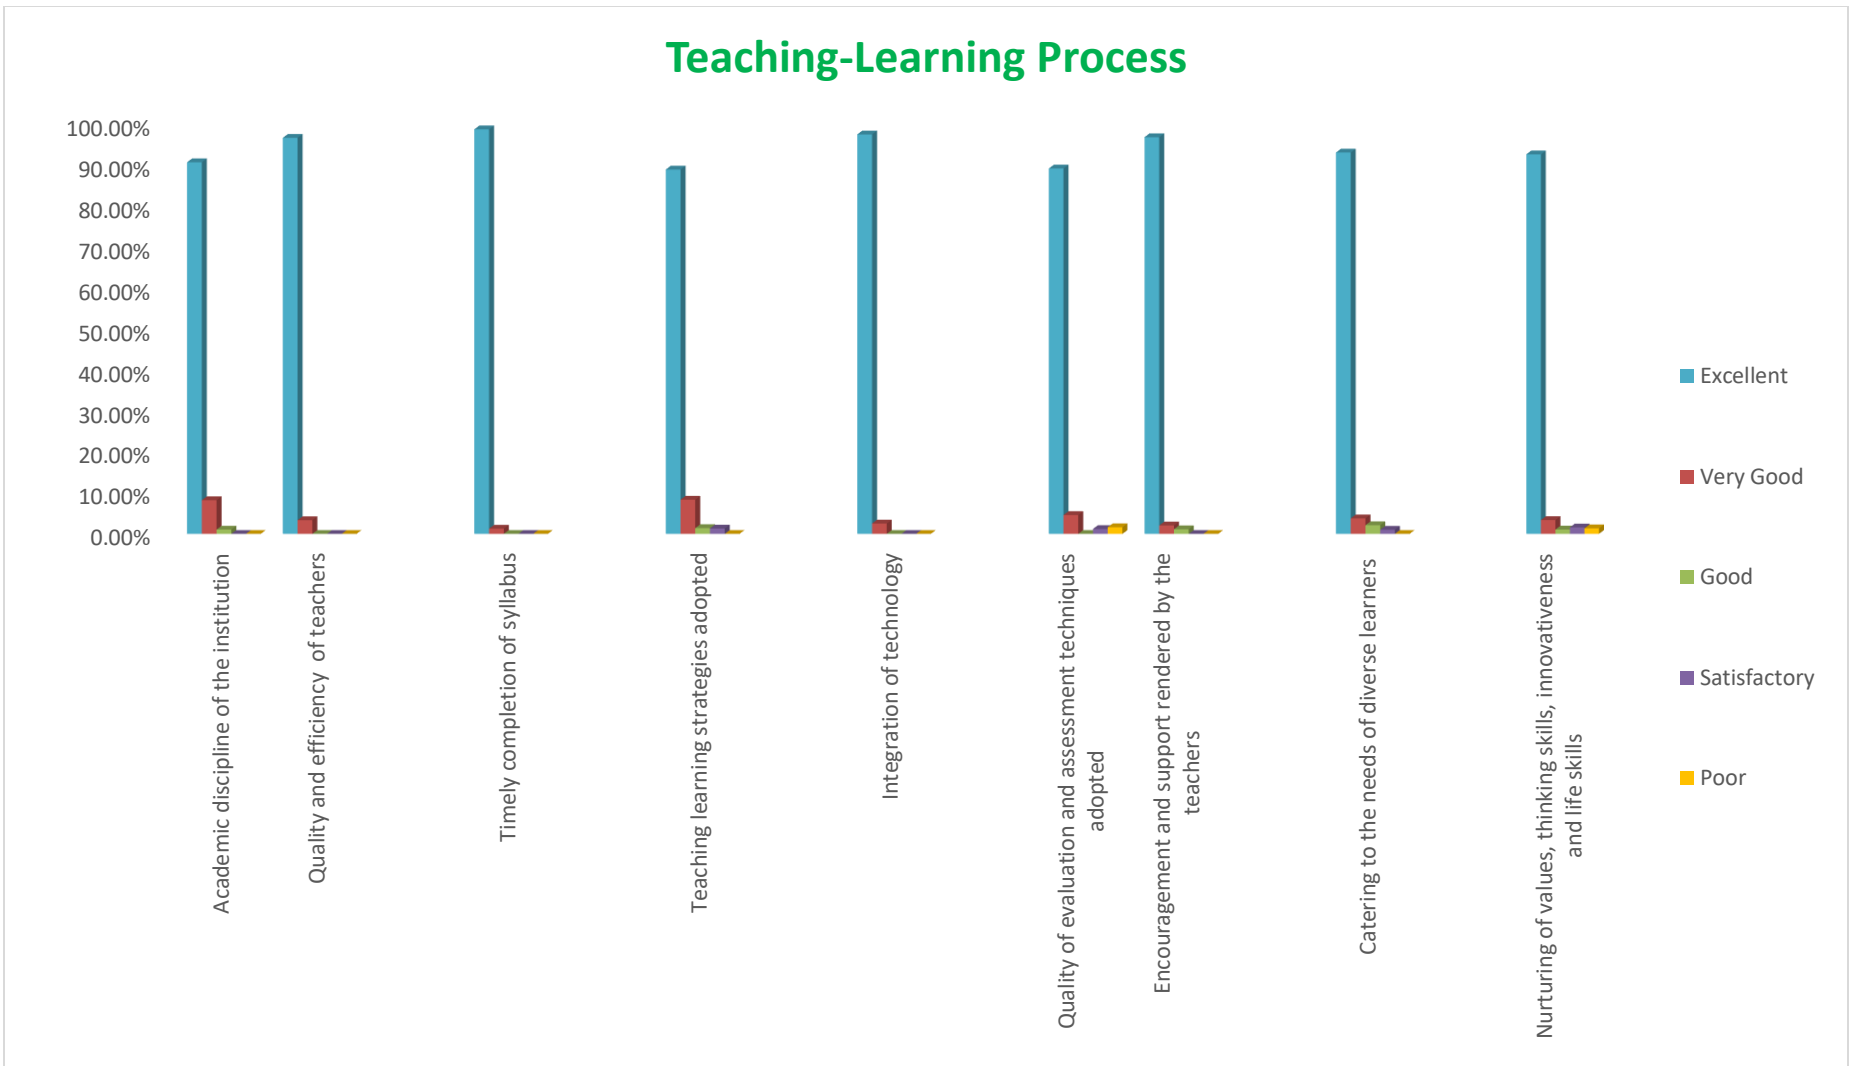 Teaching-Learning Process
100.00%
90.00%
80.00%
70.00%
60.00%
50.00%
40.00%
30.00%
20.00%
10.00%
0.00%
Academic discipline of the institution
Quality and efficiency  of teachers
Timely completion of syllabus
Teaching learning strategies adopted
Integration of technology
Quality of evaluation and assessment techniques
adopted
Encouragement and support rendered by the
teachers
Catering to the needs of diverse learners
Nurturing of values, thinking skills, innovativeness
and life skills
Excellent
Very Good
Good
Satisfactory
Poor